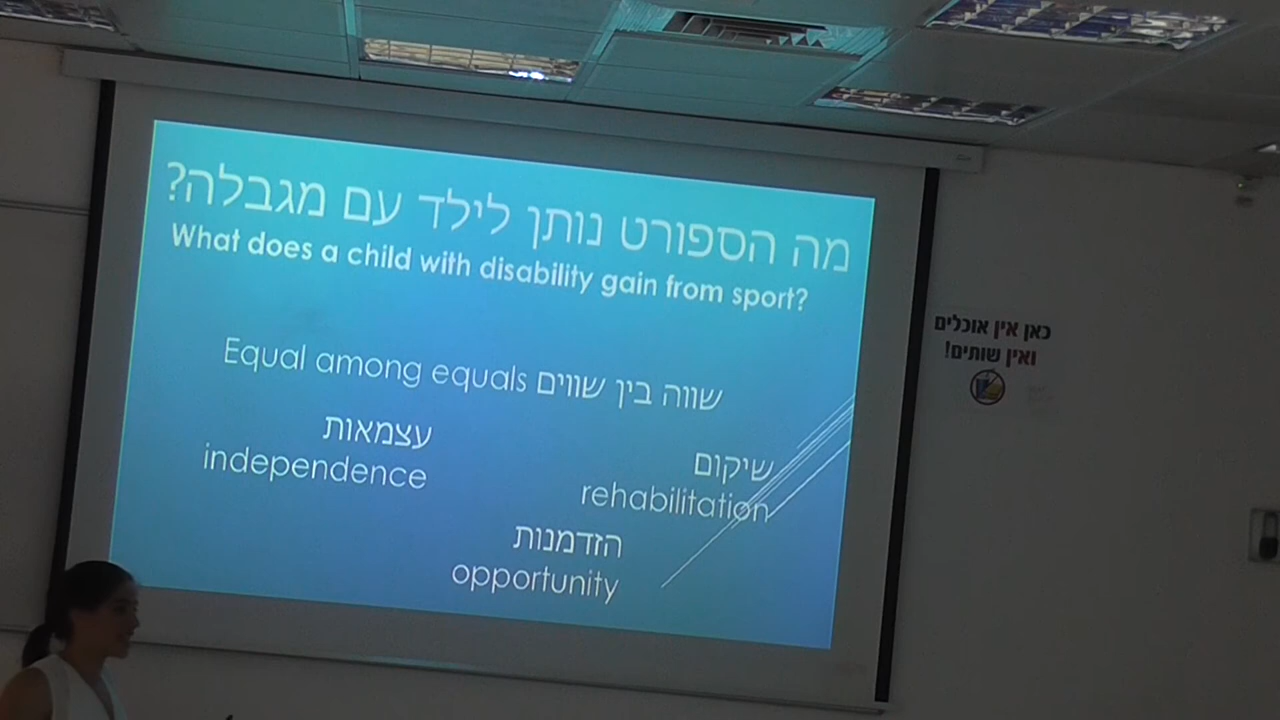 מה הספורט נותן לילד עם מגבלה?
What does a child with disability gain from sport?
Equal among equals שווה בין שווים
עצמאות
independence
שיקום
rehabilitation
הזדמנות
opportunity
כאן אין אוכלים
ואין שותים!